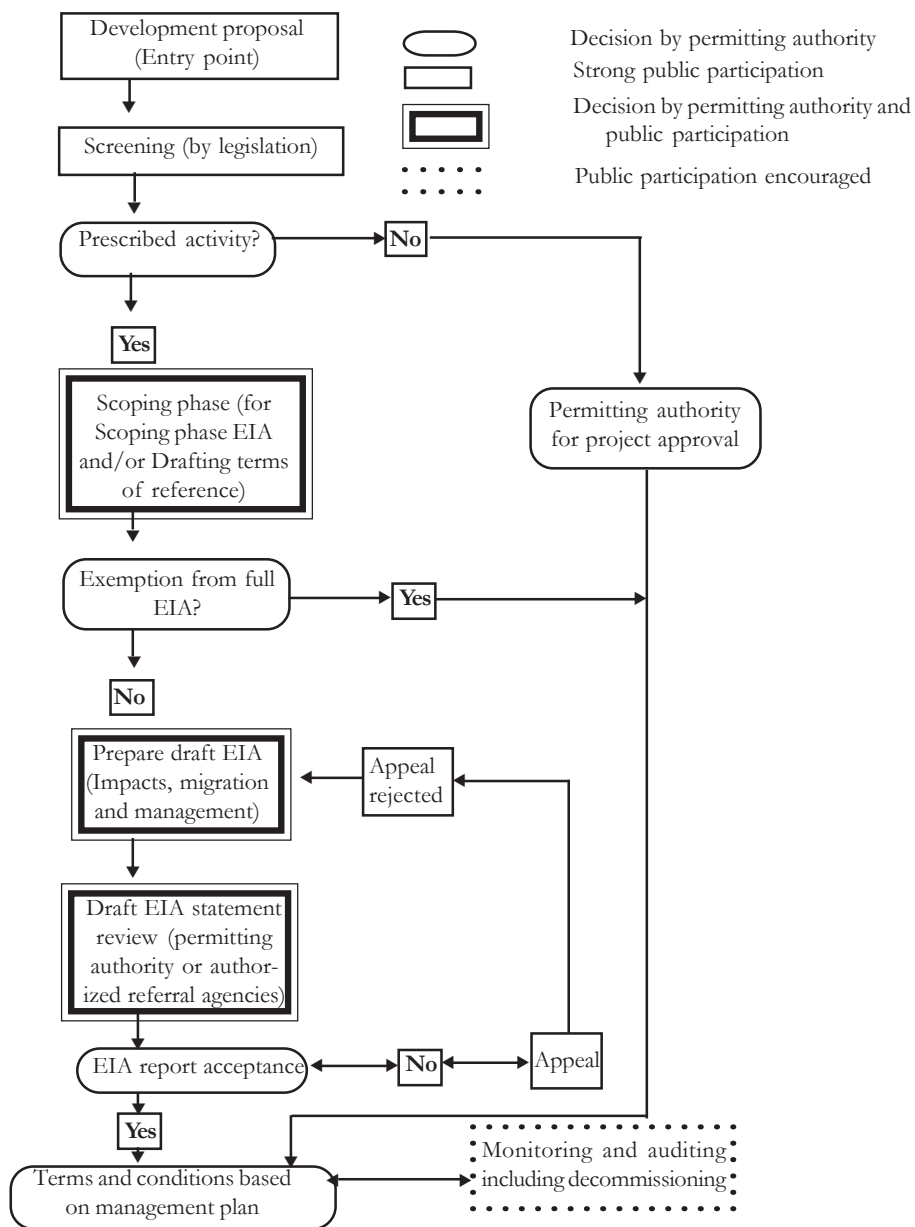 Development proposal
(Entry point)
Decision by permitting authority
Strong public participation
Decision by permitting authority and
public participation
Public participation encouraged
Screening (by legislation)
Prescribed activity?
No
Yes
Scoping phase (for
Scoping phase EIA
and/or Drafting terms
of reference)
Permitting authority
for project approval
Exemption from full
EIA?
Yes
No
Prepare draft EIA
(Impacts, migration
and management)
Appeal
rejected
Draft EIA statement
review (permitting
authority or author-
ized referral agencies)
EIA report acceptance
No
Appeal
Yes
Terms and conditions based
on management plan
Monitoring and auditing
including decommissioning